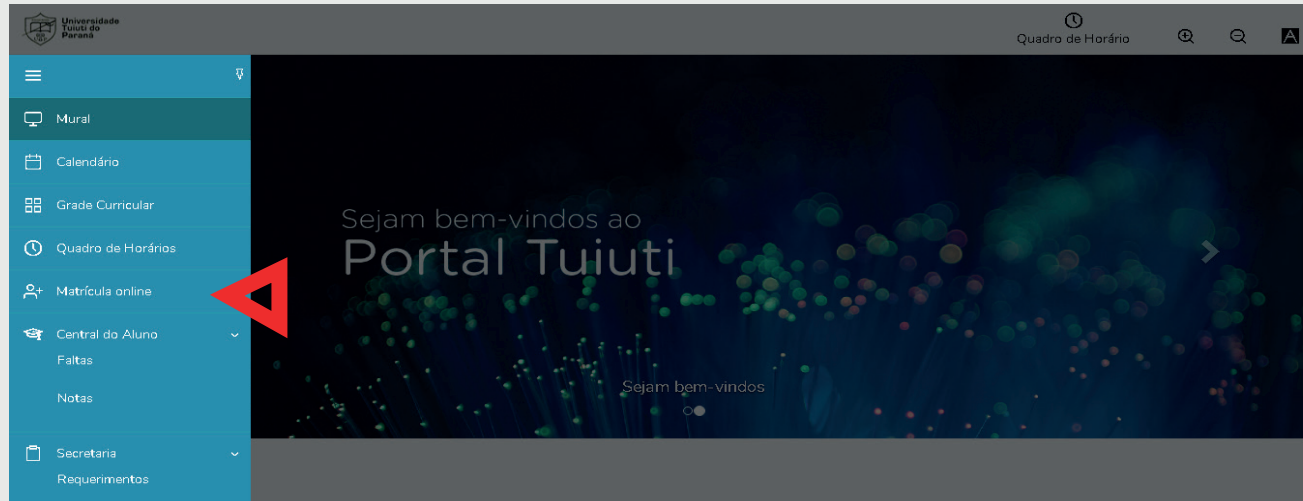 Universidade
Tuiuti do
Paraná
Quadro de Horário
A
Mural
Calendário
Grade Curricular
Quadro de Horários
Matrícula online
Central do Aluno
Faltas
Notas
Secretaria
Requerimentos
Sejam bem-vindos ao
Portal Tuiuti
Sejam bem-vindos